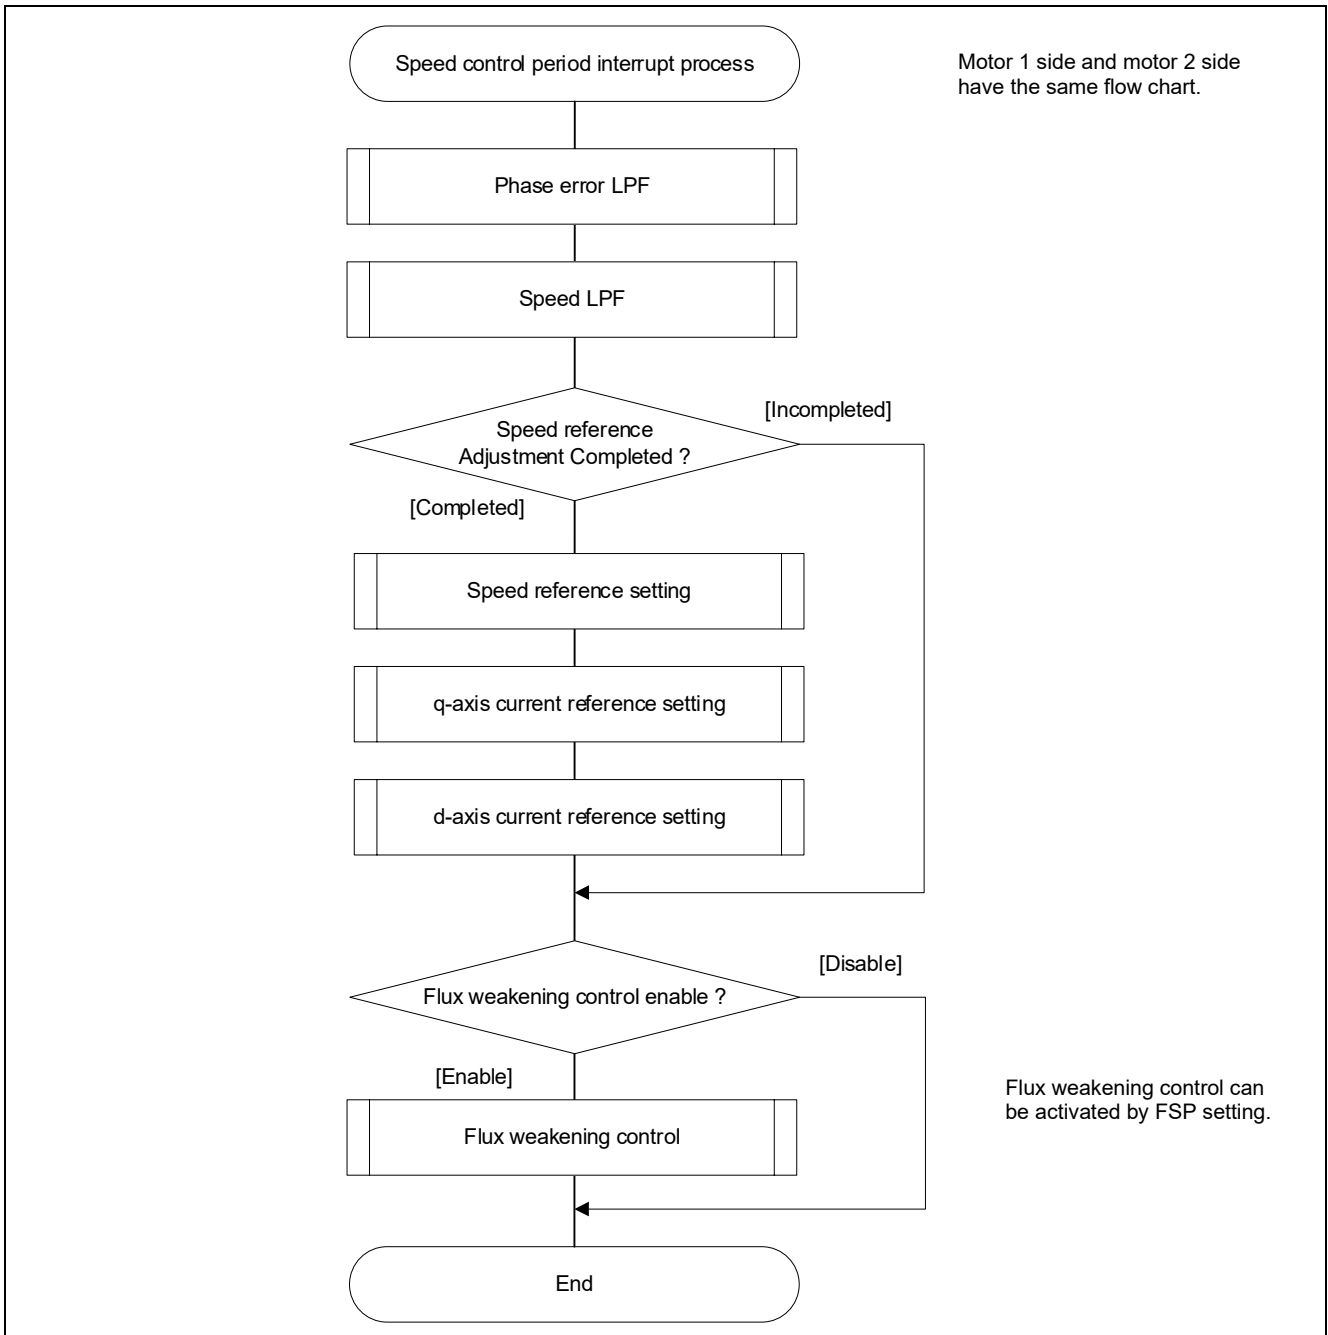 Speed control period interrupt process
Motor 1 side and motor 2 side
have the same flow chart.
Phase error LPF
Speed LPF
[Incompleted]
Speed reference
Adjustment Completed ?
[Completed]
Speed reference setting
q-axis current reference setting
d-axis current reference setting
[Disable]
Flux weakening control enable ?
[Enable]
Flux weakening control can
be activated by FSP setting.
Flux weakening control
End